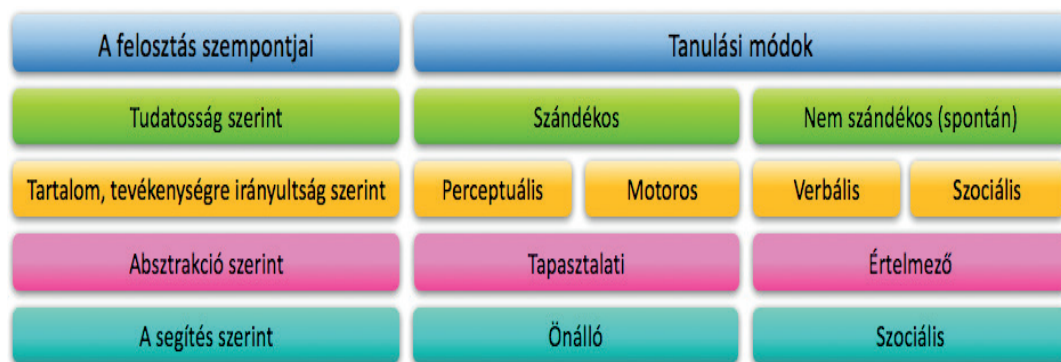 A felosztás szempontjai Tanulási módok
Tudatosság szerint Szándékos Nem szándékos (spontán)
Tartalom, tevékenységre irányultság szerint Perceptuális Motoros Verbális Szociális
Absztrakció szerint Tapasztalati Értelmező
A segítés szerint Önálló Szociális